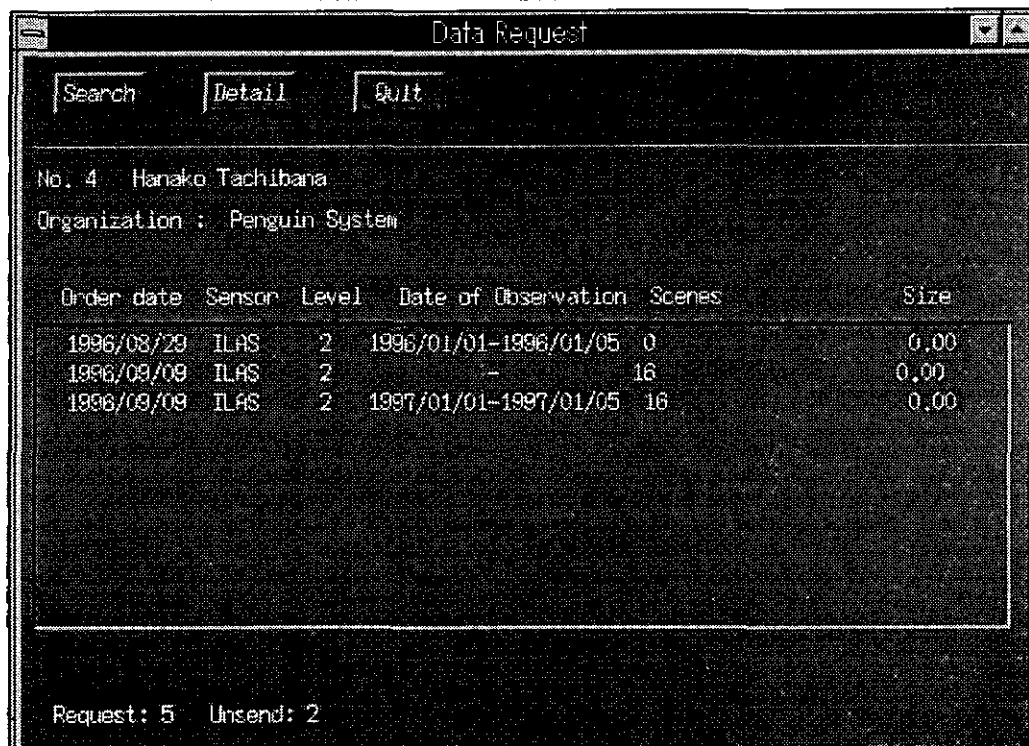 Data Request
Search Detail Quit
No. 4 Hanako Tachibana
Organization : Penguin System
Order date Sensor Level Date of Observation Scenes Size
1996/08/29 ILAS 2 1996/01/01-1996/01/05 0 0.00
1996/09/09 ILAS 2 - 16 0.00
1996/09/09 ILAS 2 1997/01/01-1997/01/05 16 0.00
Request: 5 Unsend: 2